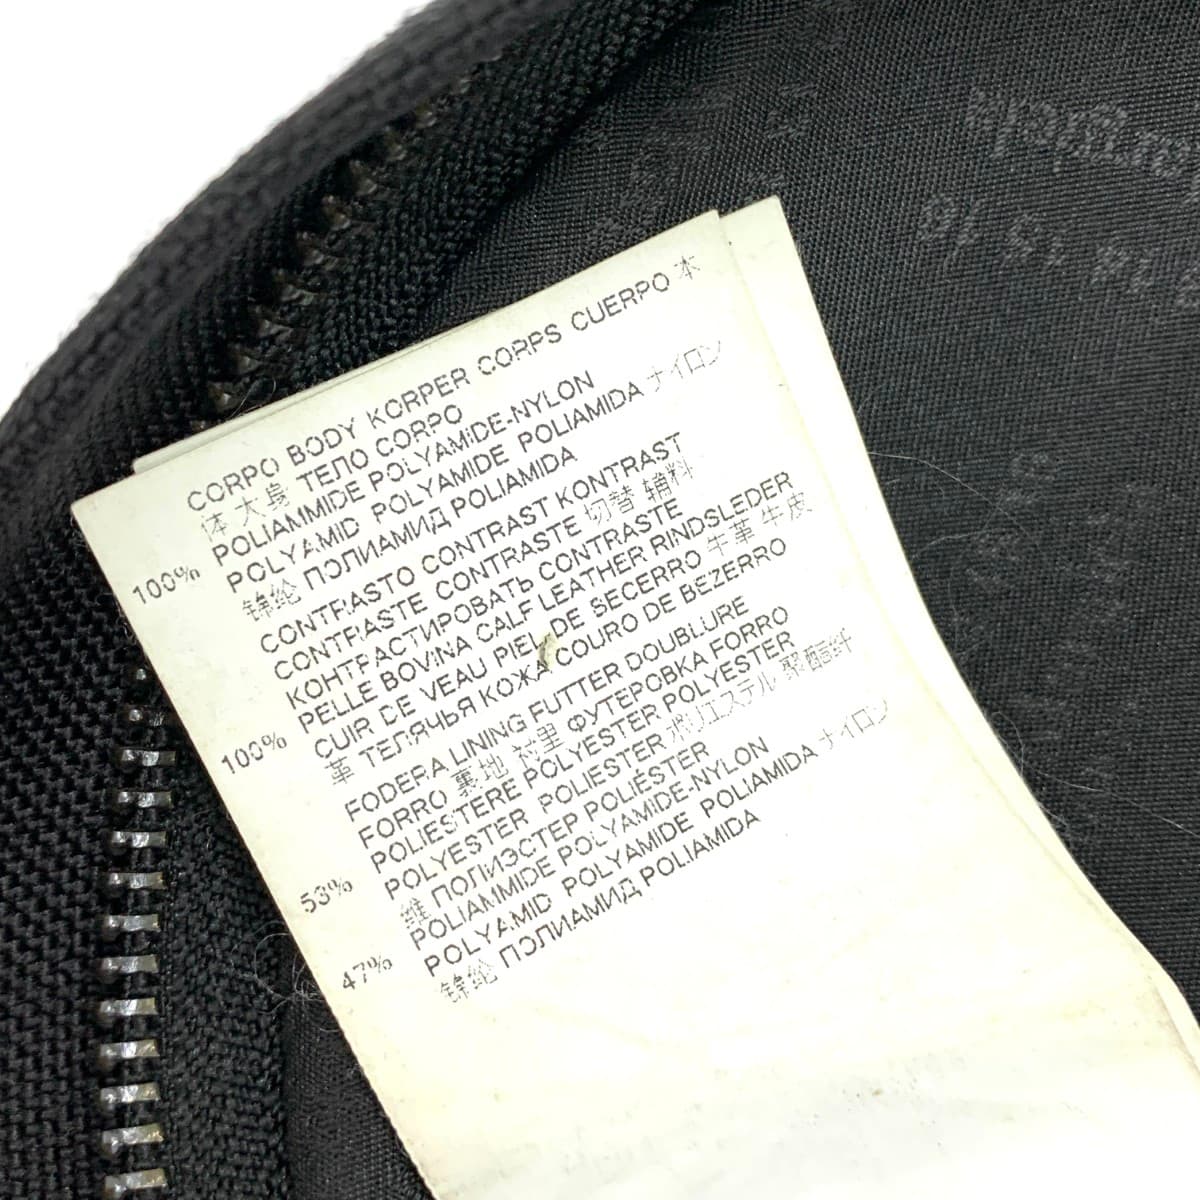 CORPO BODY KORPER CORPS CUERPO 本
体 大身 ТЕЛО CORPO
100% POLIAMMIDE POLYAMIDE-NYLON
POLYAMID POLYAMIDE POLIAMIDA ナイロン
锦纶 ПОЛИАМИД POLIAMIDA
CONTRASTO CONTRAST KONTRAST
CONTRASTE CONTRASTE 切替 辅料
КОНТРАСТИРОВАТЬ CONTRASTE
100% PELLE BOVINA CALF LEATHER RINDSLEDER
CUIR DE VEAU PIEL DE BECERRO 牛革 牛皮
革 ТЕЛЯЧЬЯ КОЖА COURO DE BEZERRO
FODERA LINING FUTTER DOUBLURE
FORRO 裏地 衬里 ФУТЕРОВКА FORRO
53% POLIESTERE POLYESTER POLYESTER
POLYESTER POLIESTER ポリエステル 聚酯纤
维 ПОЛИЭСТЕР POLIÉSTER
47% POLIAMMIDE POLYAMIDE-NYLON
POLYAMID POLYAMIDE POLIAMIDA ナイロン
锦纶 ПОЛИАМИД POLIAMIDA